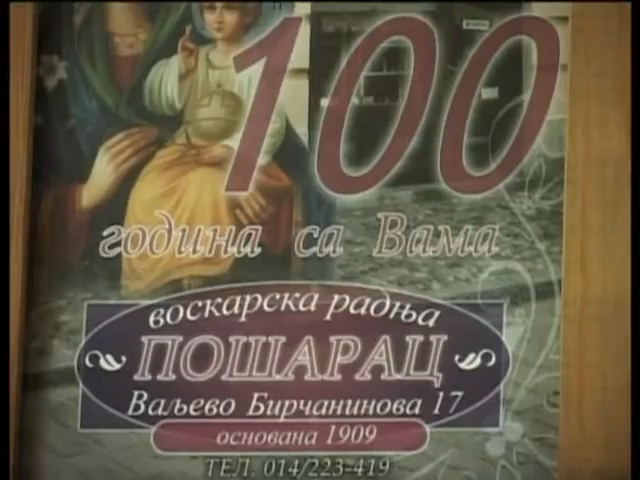 100
година са Вама
воскарска радња
ПОШАРАЦ
Ваљево Бирчанинова 17
основана 1909
ТЕЛ. 014/223-419